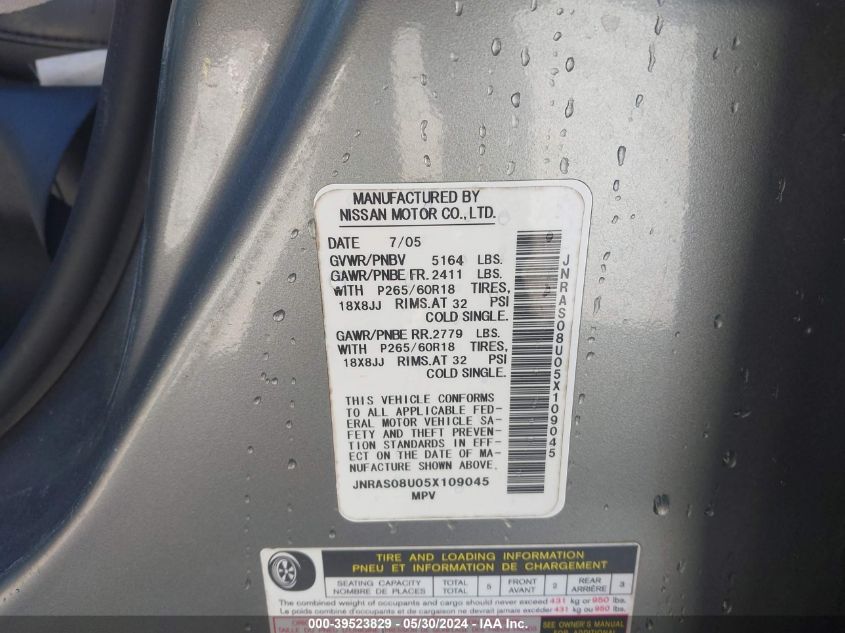 MANUFACTURED BY
NISSAN MOTOR CO.,LTD.
DATE 7/05
GVWR/PNBV 5164 LBS.
GAWR/PNBE FR.2411 LBS.
WITH P265/60R18 TIRES,
18X8JJ RIMS.AT 32 PSI
COLD SINGLE.
GAWR/PNBE RR.2779 LBS.
WITH P265/60R18 TIRES,
18X8JJ RIMS.AT 32 PSI
COLD SINGLE.
THIS VEHICLE CONFORMS
TO ALL APPLICABLE FED-
ERAL MOTOR VEHICLE SA-
FETY AND THEFT PREVEN-
TION STANDARDS IN EFF-
ECT ON THE DATE OF MA-
NUFACTURE SHOWN ABOVE.
JNRAS08U05X109045
MPV
JNRAS08U05X109045
TIRE AND LOADING INFORMATION
PNEU ET INFORMATION DE CHARGEMENT
SEATING CAPACITY TOTAL 5 FRONT 2 REAR 3
NOMBRE DE PLACES TOTAL AVANT ARRIÈRE
The combined weight of occupants and cargo should never exceed 431 kg or 950 lbs.
Le poids combiné d'occupants et cargo ne devrait jamais excéder 431 kg ou 950 lbs.
SEE OWNER'S MANUAL
FOR ADDITIONAL
000-39523829 - 05/30/2024 - IAAI, Inc.